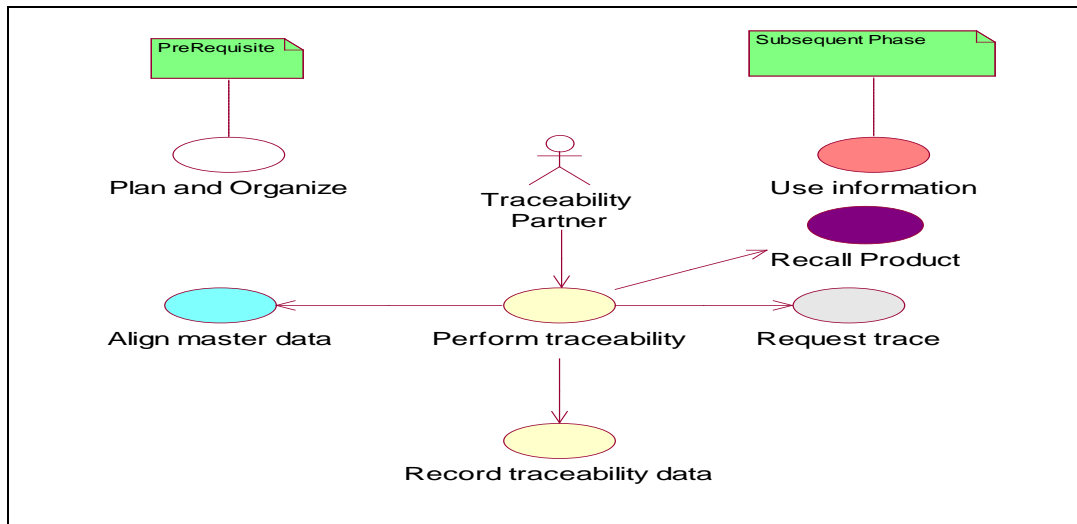 PreRequisite
Subsequent Phase
Plan and Organize
Traceability
Partner
Use information
Recall Product
Align master data
Perform traceability
Request trace
Record traceability data